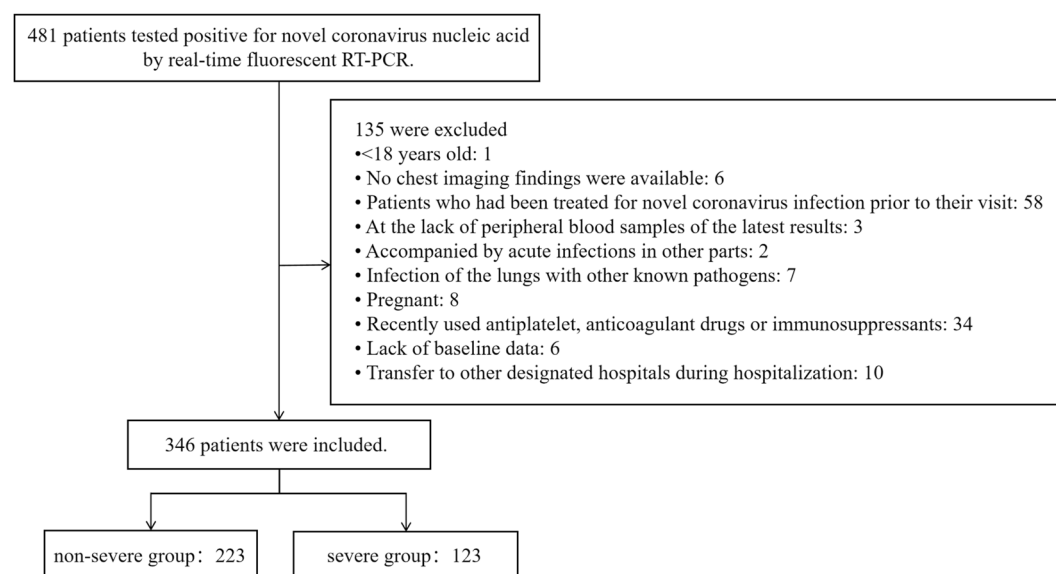 481 patients tested positive for novel coronavirus nucleic acid
by real-time fluorescent RT-PCR.
135 were excluded
•<18 years old: 1
• No chest imaging findings were available: 6
• Patients who had been treated for novel coronavirus infection prior to their visit: 58
• At the lack of peripheral blood samples of the latest results: 3
• Accompanied by acute infections in other parts: 2
• Infection of the lungs with other known pathogens: 7
• Pregnant: 8
• Recently used antiplatelet, anticoagulant drugs or immunosuppressants: 34
• Lack of baseline data: 6
• Transfer to other designated hospitals during hospitalization: 10
346 patients were included.
non-severe group：223
severe group：123